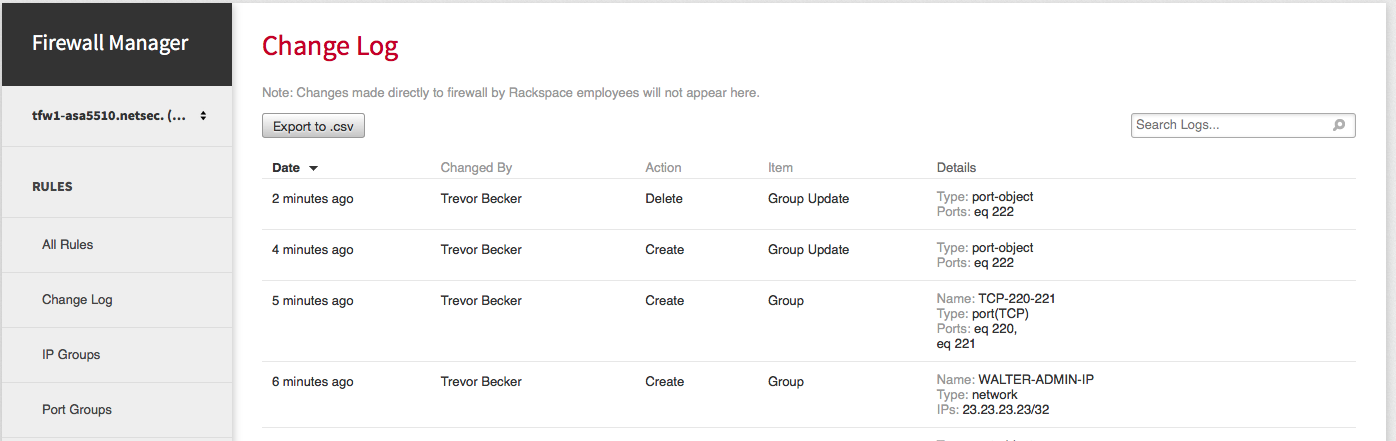 Firewall Manager
tfw1-asa5510.netsec. (...
RULES
All Rules
Change Log
IP Groups
Port Groups
Change Log
Note: Changes made directly to firewall by Rackspace employees will not appear here.
Export to .csv
Search Logs...
Date Changed By Action Item Details
2 minutes ago Trevor Becker Delete Group Update Type: port-object
Ports: eq 222
4 minutes ago Trevor Becker Create Group Update Type: port-object
Ports: eq 222
5 minutes ago Trevor Becker Create Group Name: TCP-220-221
Type: port(TCP)
Ports: eq 220,
eq 221
6 minutes ago Trevor Becker Create Group Name: WALTER-ADMIN-IP
Type: network
IPs: 23.23.23.23/32